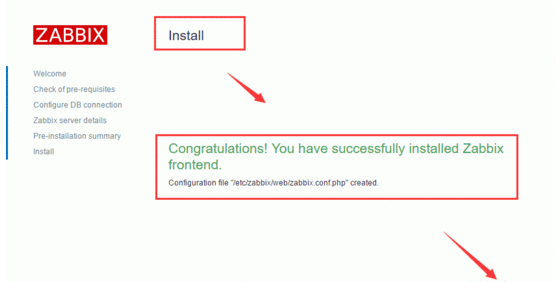 ZABBIX
Install
Welcome
Check of pre-requisites
Configure DB connection
Zabbix server details
Pre-installation summary
Install
Congratulations! You have successfully installed Zabbix
frontend.
Configuration file "/etc/zabbix/web/zabbix.conf.php" created.